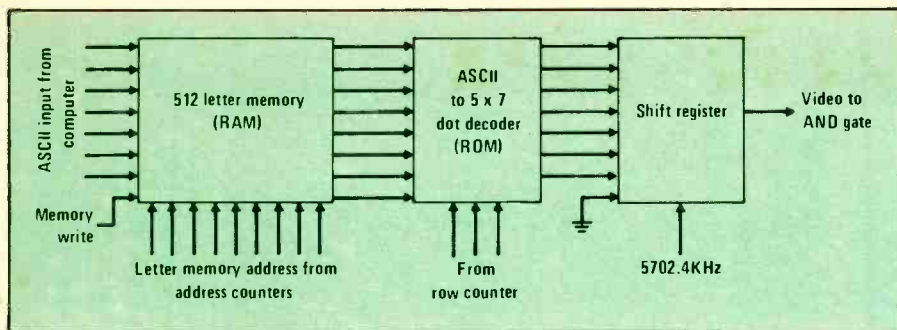 ASCII input from
computer
Memory
write
512 letter memory
(RAM)
Letter memory address from
address counters
ASCII
to 5 x 7
dot decoder
(ROM)
From
row counter
Shift register
5702.4KHz
Video to
AND gate